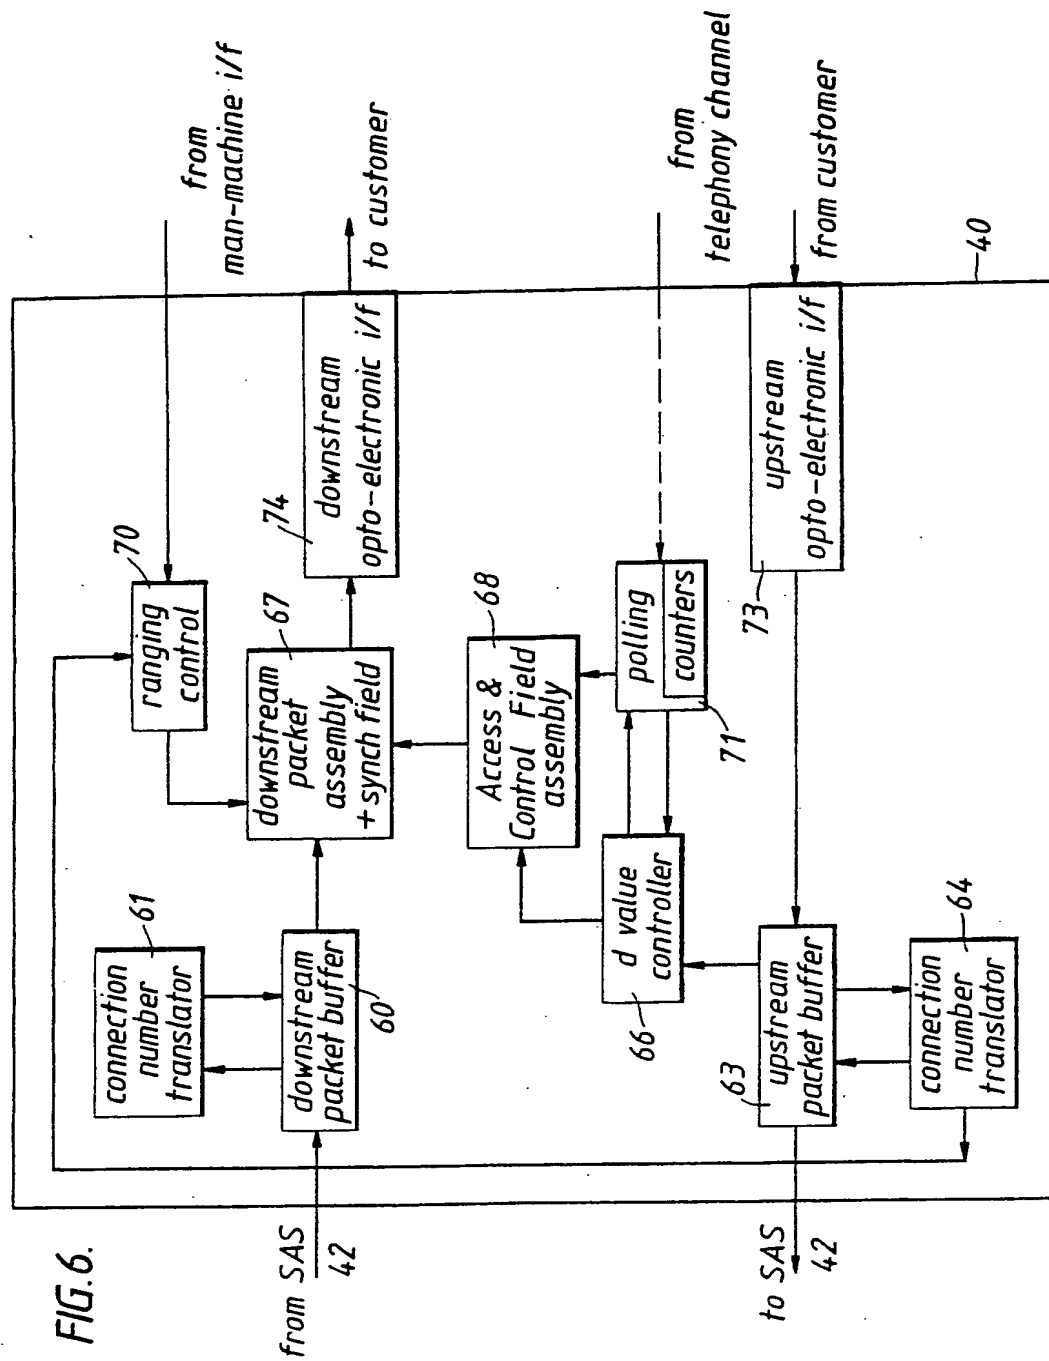 FIG.6.
from SAS
42
to SAS
42
connection
number
translator
61
downstream
packet buffer
60
ranging
control
70
from
man-machine i/f
downstream
packet
assembly
+ synch field
67
downstream
opto-electronic i/f
74
to customer
Access &
Control Field
assembly
68
d value
controller
66
polling
counters
71
from
telephony channel
upstream
packet buffer
63
connection
number
translator
64
upstream
opto-electronic i/f
73
from customer
40